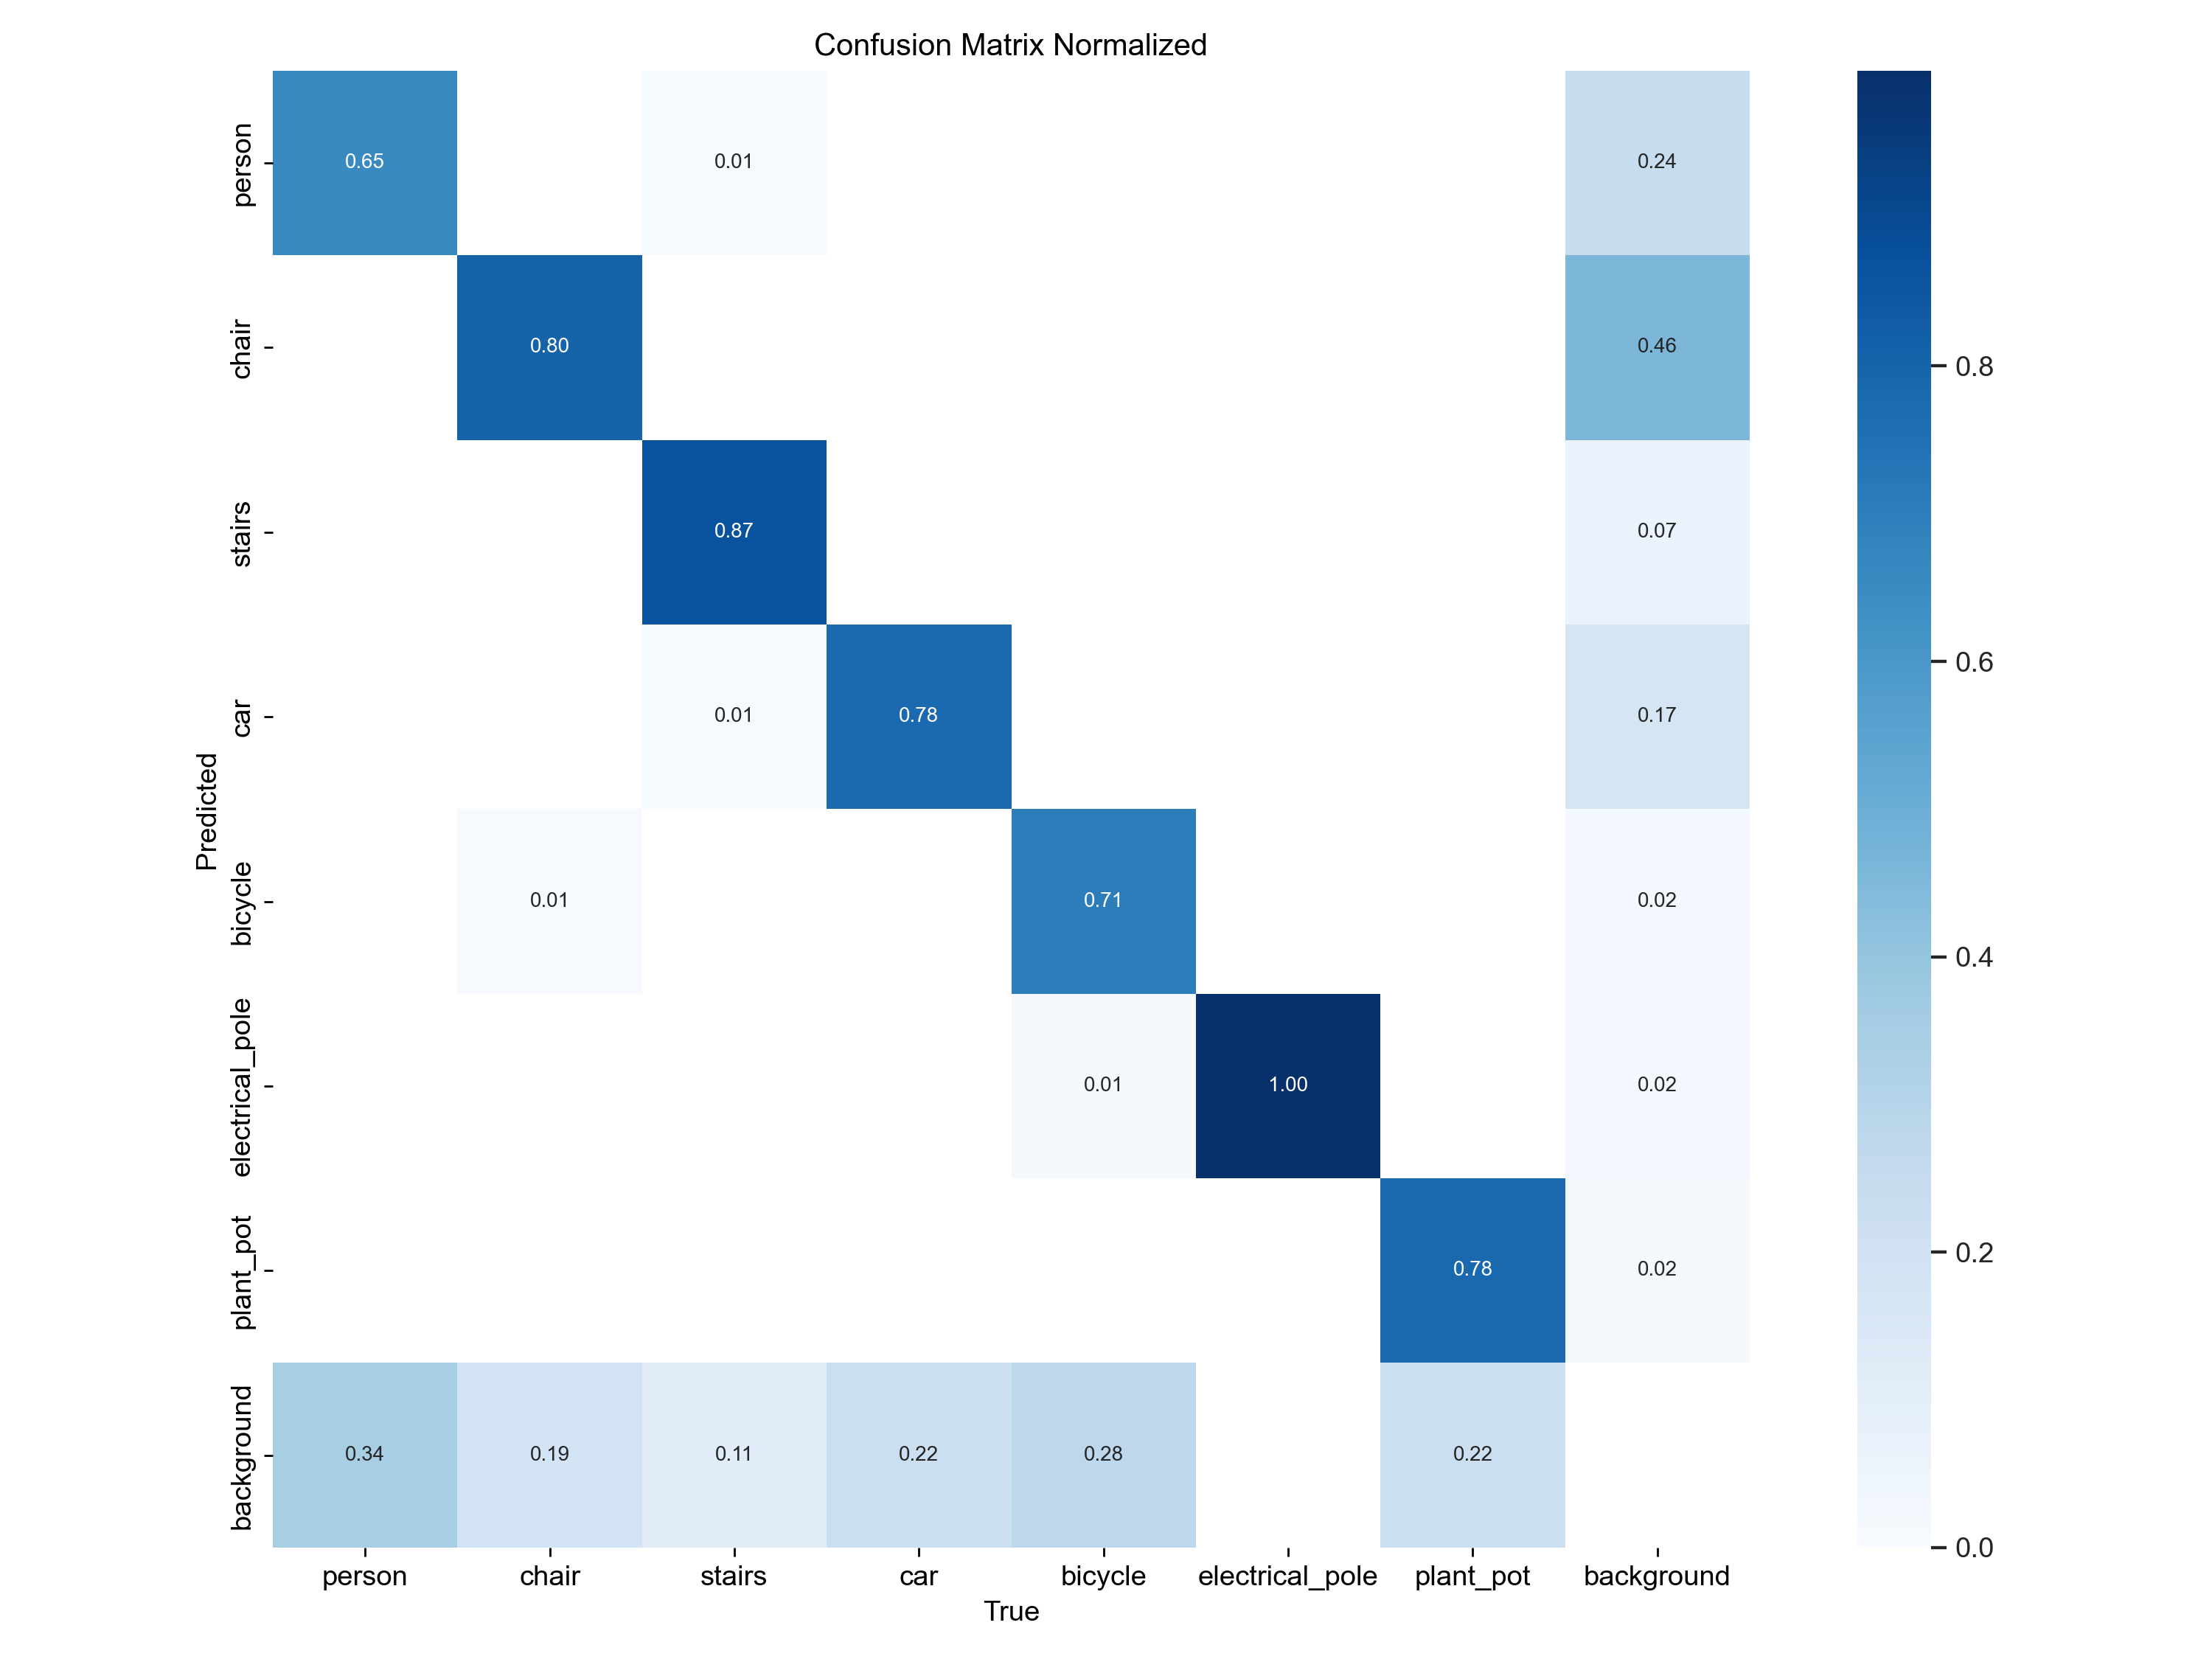 Confusion Matrix Normalized
person
0.65
0.01
0.24
chair
0.80
0.46
stairs
0.87
0.07
car
0.01
0.78
0.17
bicycle
0.01
0.71
0.02
electrical_pole
0.01
1.00
0.02
plant_pot
0.78
0.02
background
0.34
0.19
0.11
0.22
0.28
0.22
Predicted
person
chair
stairs
car
bicycle
electrical_pole
plant_pot
background
True
0.8
0.6
0.4
0.2
0.0